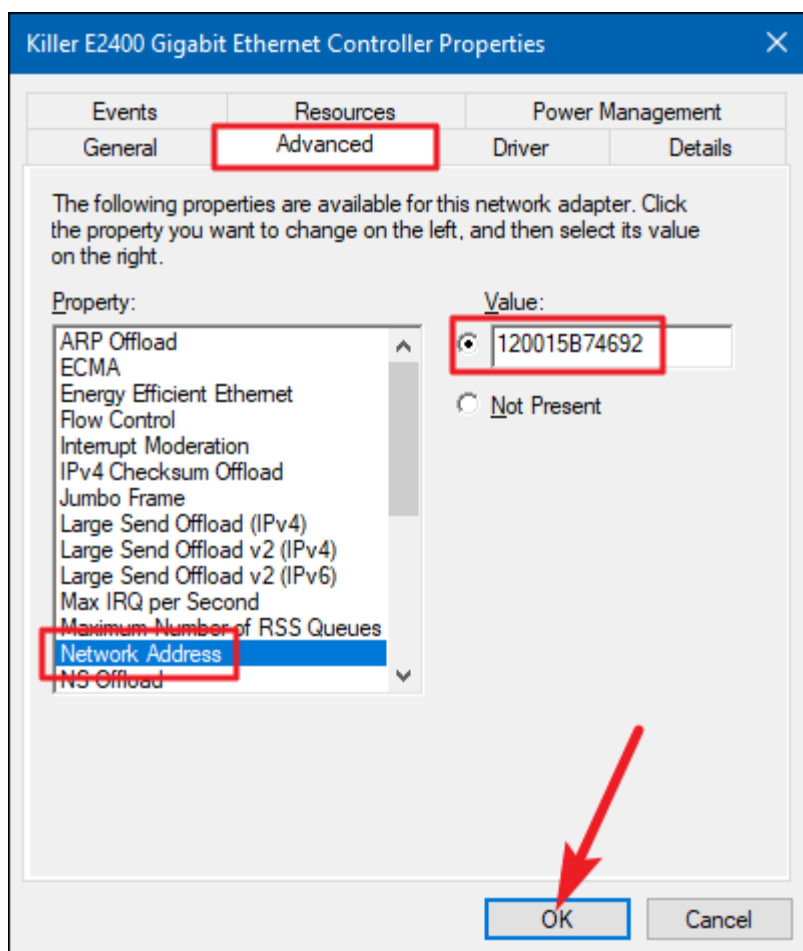 Killer E2400 Gigabit Ethernet Controller Properties
Events Resources Power Management
General Advanced Driver Details
The following properties are available for this network adapter. Click
the property you want to change on the left, and then select its value
on the right.
Property:
Value:
ARP Offload
120015B74692
ECMA
Energy Efficient Ethernet
Not Present
Flow Control
Interrupt Moderation
IPv4 Checksum Offload
Jumbo Frame
Large Send Offload (IPv4)
Large Send Offload v2 (IPv4)
Large Send Offload v2 (IPv6)
Max IRQ per Second
Maximum Number of RSS Queues
Network Address
NS Offload
OK Cancel